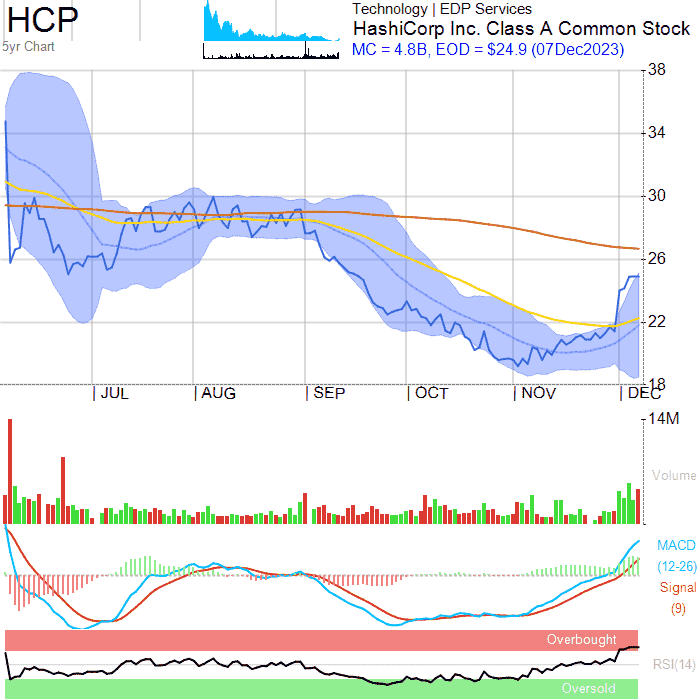 HCP
5yr Chart
Technology | EDP Services
HashiCorp Inc. Class A Common Stock
MC = 4.8B, EOD = $24.9 (07Dec2023)
38
34
30
26
22
18
JUL AUG SEP OCT NOV DEC
14M
Volume
MACD
(12-26)
Signal
(9)
Overbought
RSI(14)
Oversold